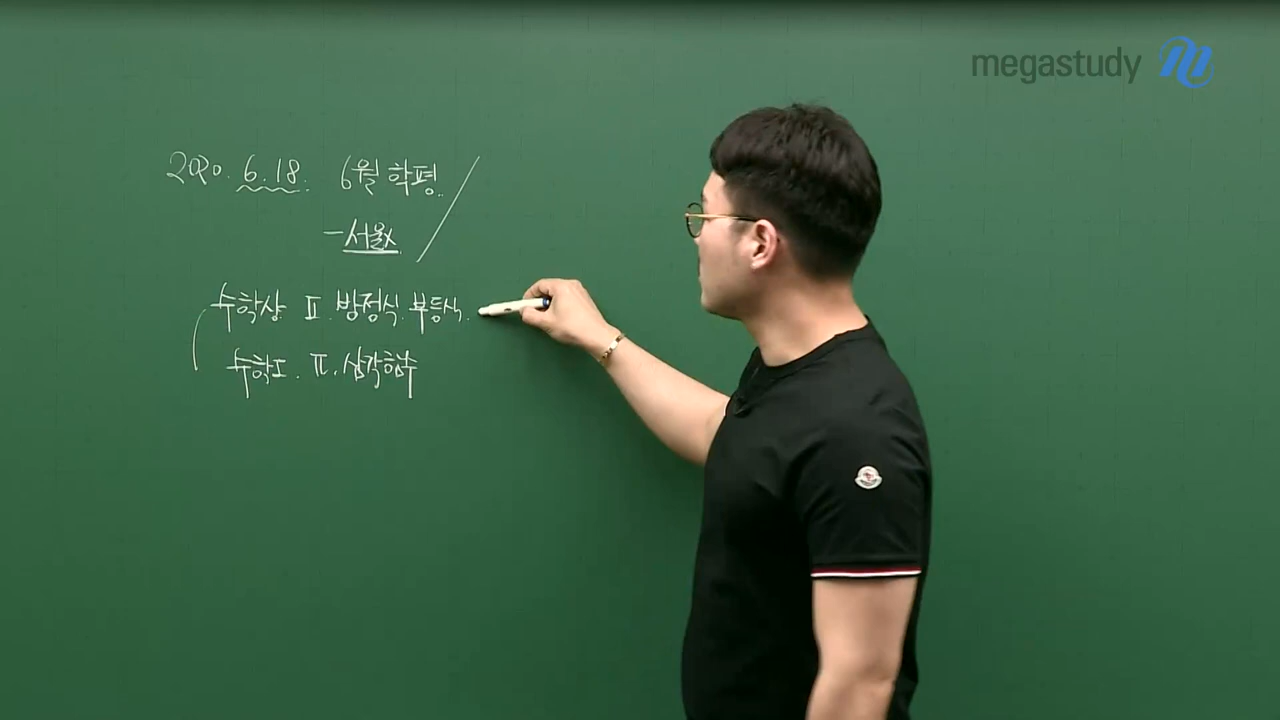 megastudy
2020. 6.18. 6월 학평.
-서울x
수학상 Ⅱ. 방정식. 부등식.
수학Ⅰ. Ⅱ. 삼각함수